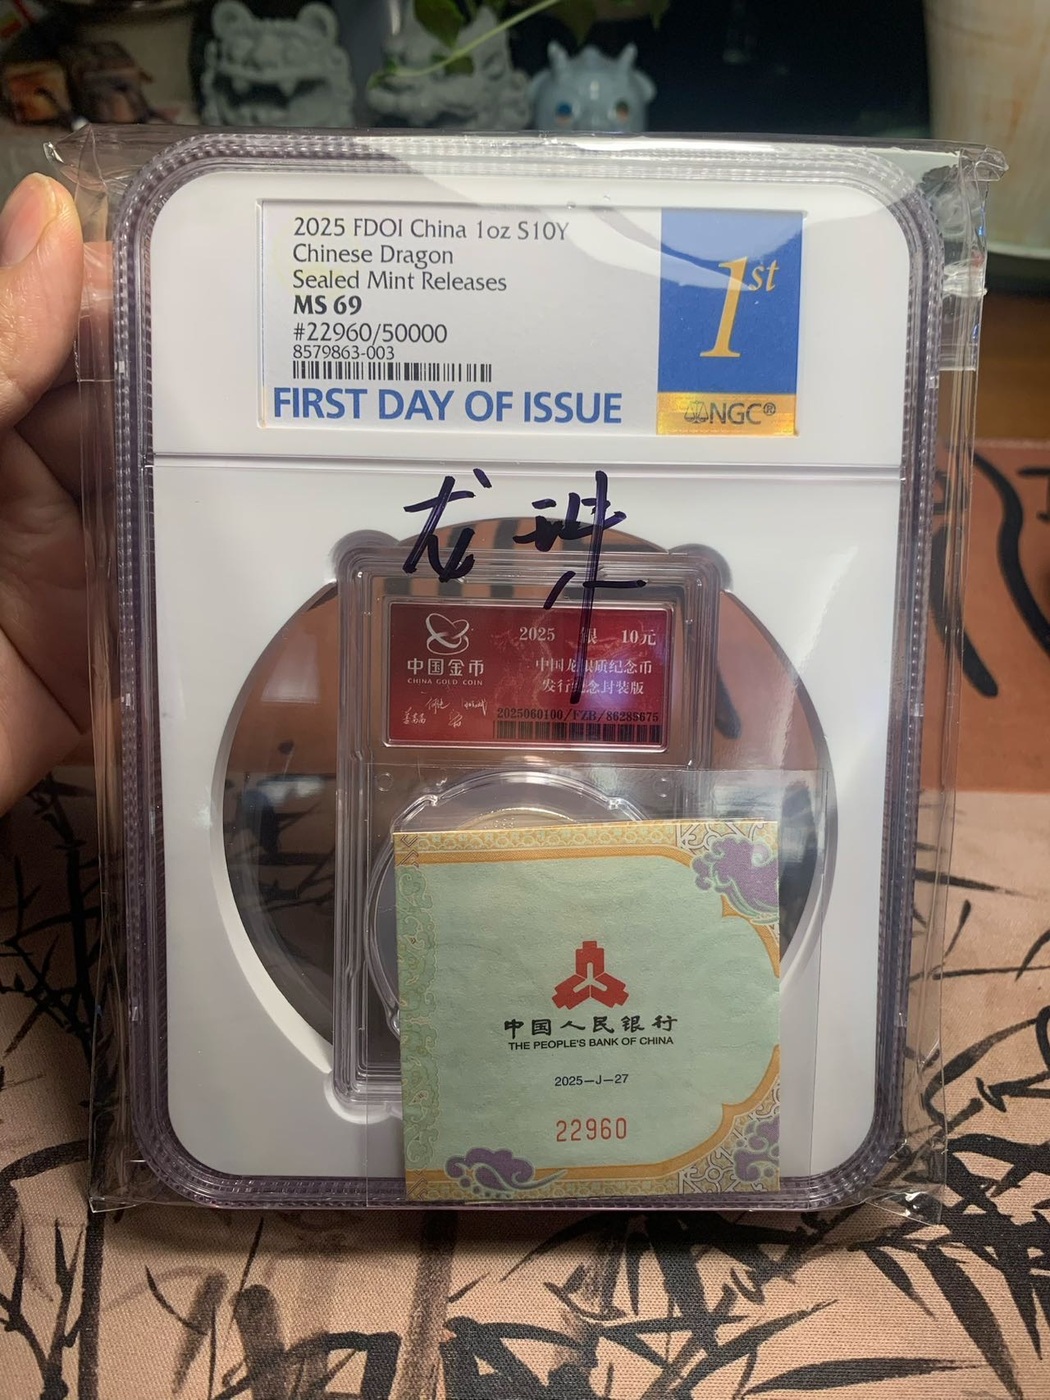 2025 FDOI China 1oz S10Y
Chinese Dragon
Sealed Mint Releases
MS 69
#22960/50000
8579863-003
FIRST DAY OF ISSUE
1st
NGC®
龙
中国金币
CHINA GOLD COIN
2025 银 10元
中国龙银质纪念币
发行纪念封装版
2025060100/FZB/86285675
中国人民银行
THE PEOPLE'S BANK OF CHINA
2025—J—27
22960